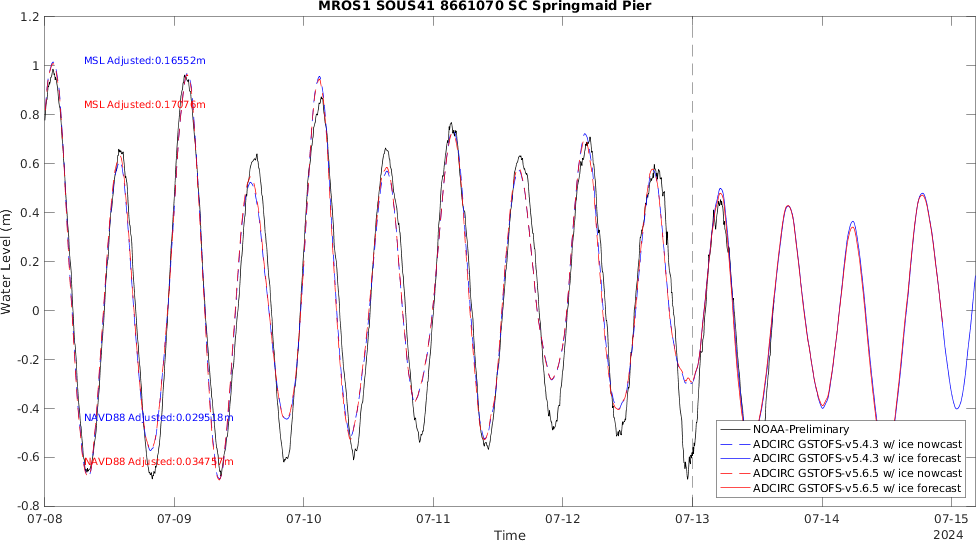 MROS1 SOUS41 8661070 SC Springmaid Pier
1.2
1
0.8
0.6
0.4
0.2
0
-0.2
-0.4
-0.6
-0.8
Water Level (m)
MSL Adjusted:0.16552m
MSL Adjusted:0.17076m
NAVD88 Adjusted:0.029518m
NAVD88 Adjusted:0.034757m
NOAA-Preliminary
ADCIRC GSTOFS-v5.4.3 w/ ice nowcast
ADCIRC GSTOFS-v5.4.3 w/ ice forecast
ADCIRC GSTOFS-v5.6.5 w/ ice nowcast
ADCIRC GSTOFS-v5.6.5 w/ ice forecast
07-08 07-09 07-10 07-11 07-12 07-13 07-14 07-15
Time
2024